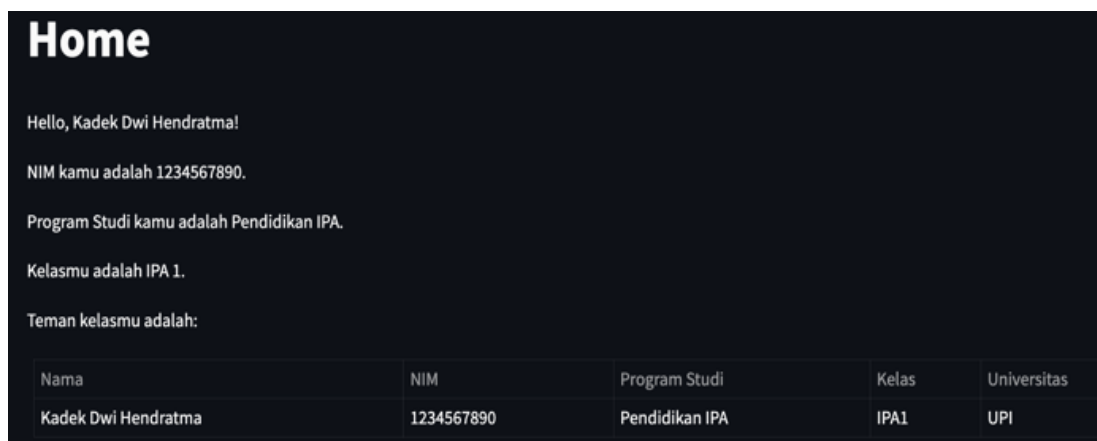 Home
Hello, Kadek Dwi Hendratma!
NIM kamu adalah 1234567890.
Program Studi kamu adalah Pendidikan IPA.
Kelasmu adalah IPA 1.
Teman kelasmu adalah:
Nama NIM Program Studi Kelas Universitas
Kadek Dwi Hendratma 1234567890 Pendidikan IPA IPA1 UPI